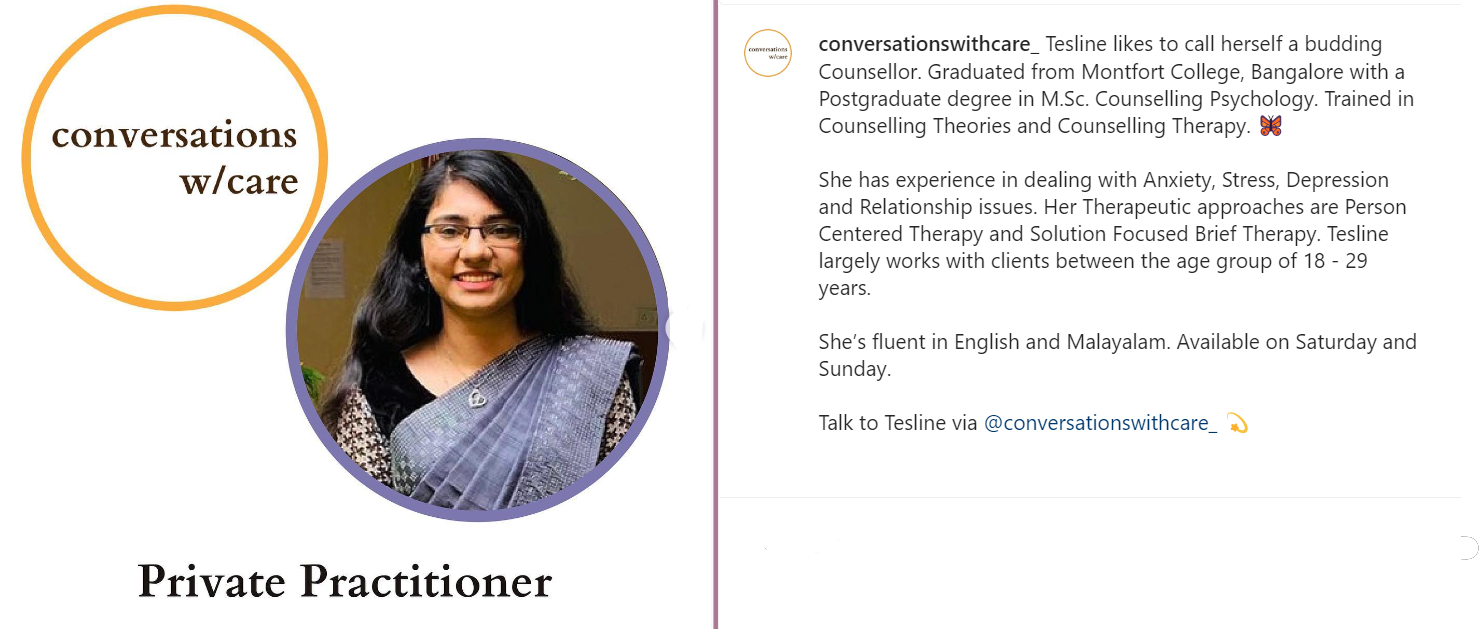 conversations
w/care
Private Practitioner
conversations
w/care
conversationswithcare_ Tesline likes to call herself a budding
Counsellor. Graduated from Montfort College, Bangalore with a
Postgraduate degree in M.Sc. Counselling Psychology. Trained in
Counselling Theories and Counselling Therapy. 🦋
She has experience in dealing with Anxiety, Stress, Depression
and Relationship issues. Her Therapeutic approaches are Person
Centered Therapy and Solution Focused Brief Therapy. Tesline
largely works with clients between the age group of 18 - 29
years.
She’s fluent in English and Malayalam. Available on Saturday and
Sunday.
Talk to Tesline via @conversationswithcare_ 💫